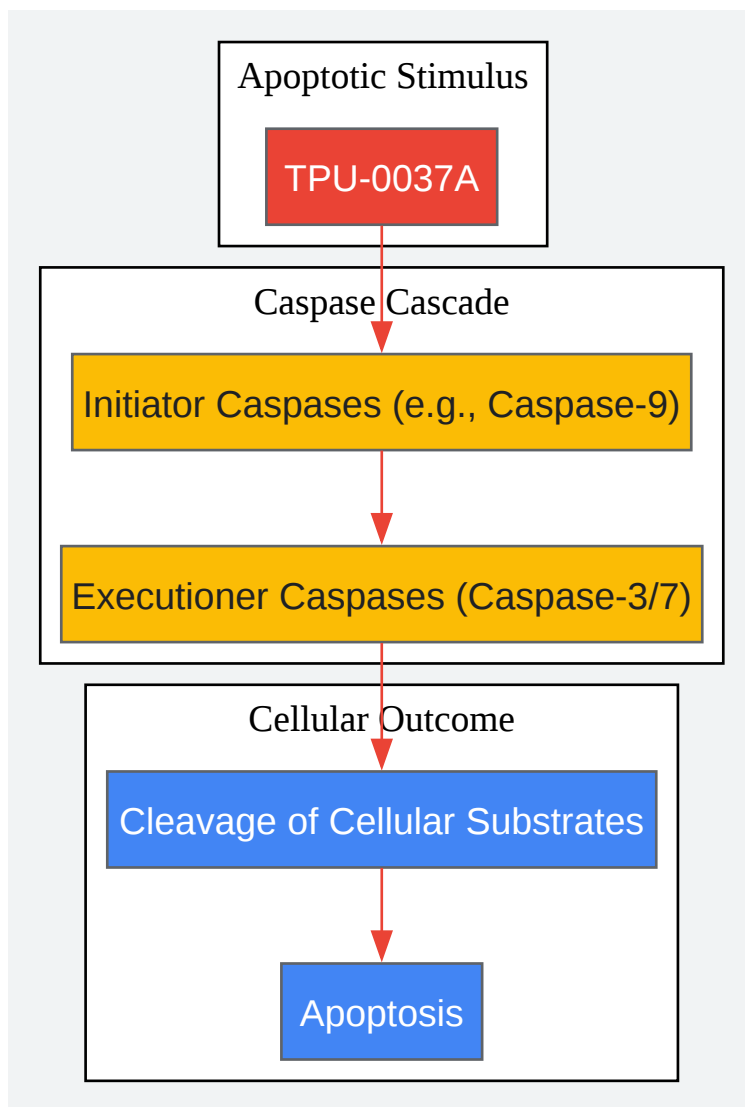 Apoptotic Stimulus
TPU-0037A
Caspase Cascade
Initiator Caspases (e.g., Caspase-9)
Executioner Caspases (Caspase-3/7)
Cellular Outcome
Cleavage of Cellular Substrates
Apoptosis